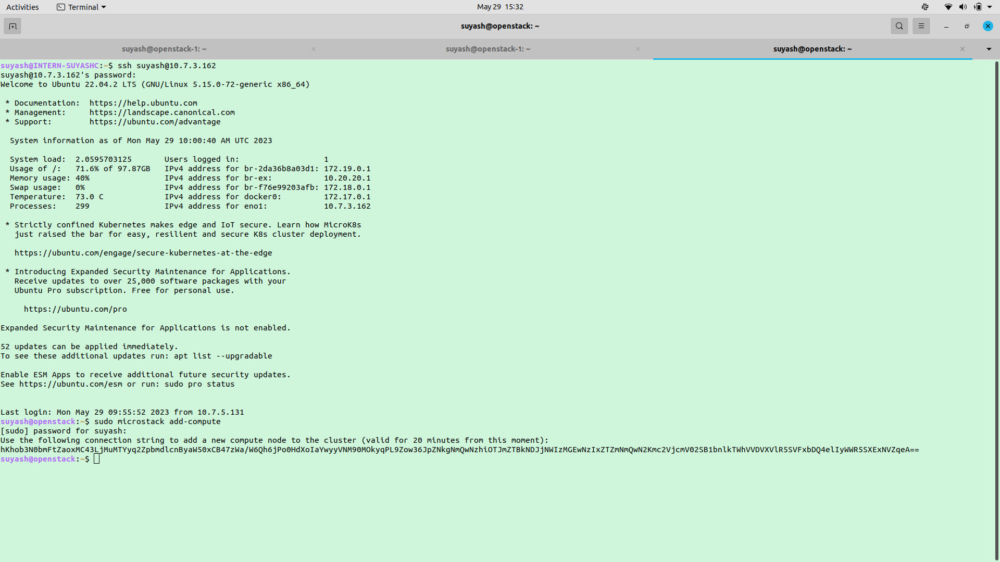 Activities Terminal May 29 15:32
suyash@openstack: ~
suyash@openstack-1: ~ suyash@openstack-1: ~ suyash@openstack: ~
suyash@INTERN-SUYASHC:~$ ssh suyash@10.7.3.162
suyash@10.7.3.162's password:
Welcome to Ubuntu 22.04.2 LTS (GNU/Linux 5.15.0-72-generic x86_64)
* Documentation: https://help.ubuntu.com
* Management: https://landscape.canonical.com
* Support: https://ubuntu.com/advantage
System information as of Mon May 29 10:00:40 AM UTC 2023
System load: 2.0595703125 Users logged in: 1
Usage of /: 71.6% of 97.87GB IPv4 address for br-2da36b8a03d1: 172.19.0.1
Memory usage: 40% IPv4 address for br-ex: 10.20.20.1
Swap usage: 0% IPv4 address for br-f76e99203afb: 172.18.0.1
Temperature: 73.0 C IPv4 address for docker0: 172.17.0.1
Processes: 299 IPv4 address for eno1: 10.7.3.162
* Strictly confined Kubernetes makes edge and IoT secure. Learn how MicroK8s
just raised the bar for easy, resilient and secure K8s cluster deployment.
https://ubuntu.com/engage/secure-kubernetes-at-the-edge
* Introducing Expanded Security Maintenance for Applications.
Receive updates to over 25,000 software packages with your
Ubuntu Pro subscription. Free for personal use.
https://ubuntu.com/pro
Expanded Security Maintenance for Applications is not enabled.
52 updates can be applied immediately.
To see these additional updates run: apt list --upgradable
Enable ESM Apps to receive additional future security updates.
See https://ubuntu.com/esm or run: sudo pro status
Last login: Mon May 29 09:55:52 2023 from 10.7.5.131
suyash@openstack:~$ sudo microstack add-compute
[sudo] password for suyash:
Use the following connection string to add a new compute node to the cluster (valid for 20 minutes from this moment):
hKhob3N0bmFtZaoxMC43LjMuMTYyq2ZpbmdlcnByaW50xCB47zWa/W6Qh6jPo0HdXoIaYwyyVNM90MOkyqPL9Zow36JpZNkgNmQwNzhiOTJmZTBkNDJjNWIzMGEwNzIxZTZmNmQwN2Kmc2VjcmV02SB1bnlkTWhVVDVXVlR5SVFxbDQ4elIyWWR5SXExNVZqeA==
suyash@openstack:~$